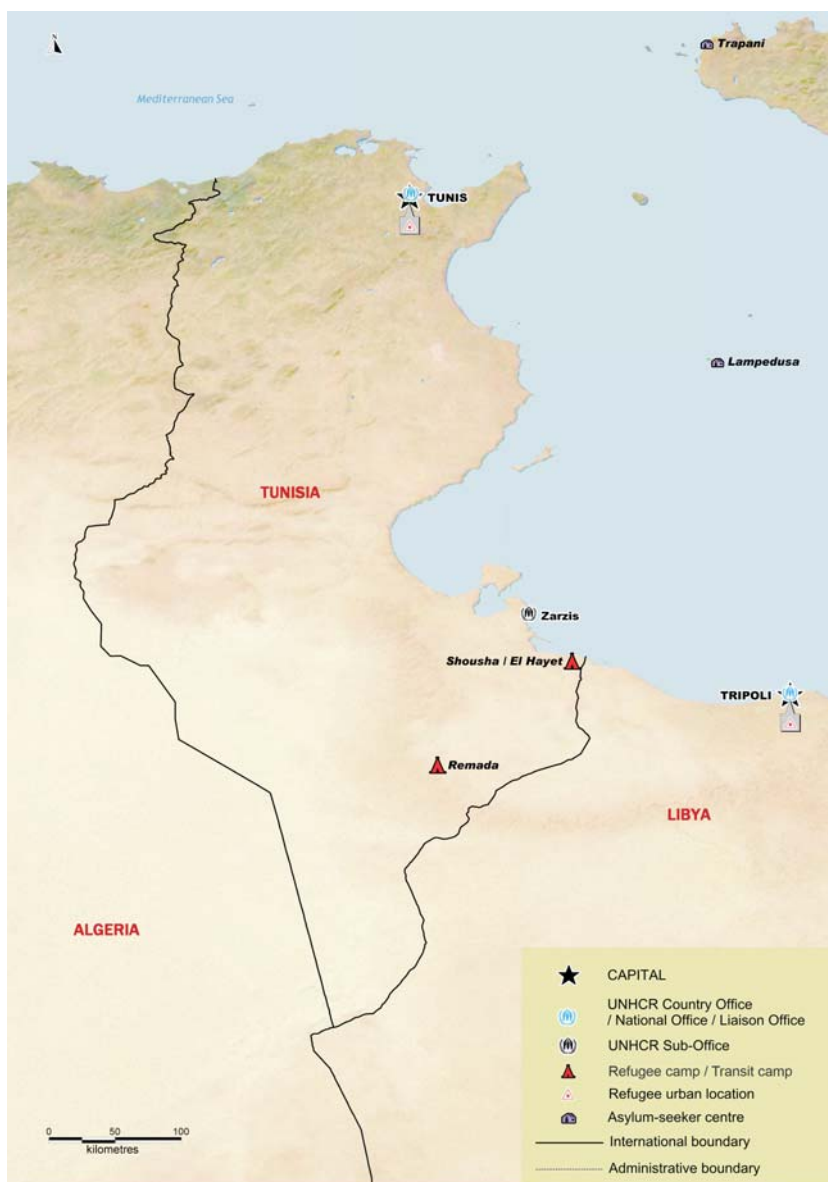 N
Trapani
Mediterranean Sea
TUNIS
Lampedusa
TUNISIA
Zarzis
Shousha / El Hayet
TRIPOLI
Remada
LIBYA
ALGERIA
CAPITAL
UNHCR Country Office
/ National Office / Liaison Office
UNHCR Sub-Office
Refugee camp / Transit camp
Refugee urban location
Asylum-seeker centre
International boundary
Administrative boundary
0 50 100
kilometres